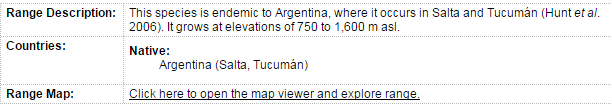 Range Description: This species is endemic to Argentina, where it occurs in Salta and Tucumán (Hunt et al.
2006). It grows at elevations of 750 to 1,600 m asl.
Countries: Native:
Argentina (Salta, Tucumán)
Range Map: Click here to open the map viewer and explore range.